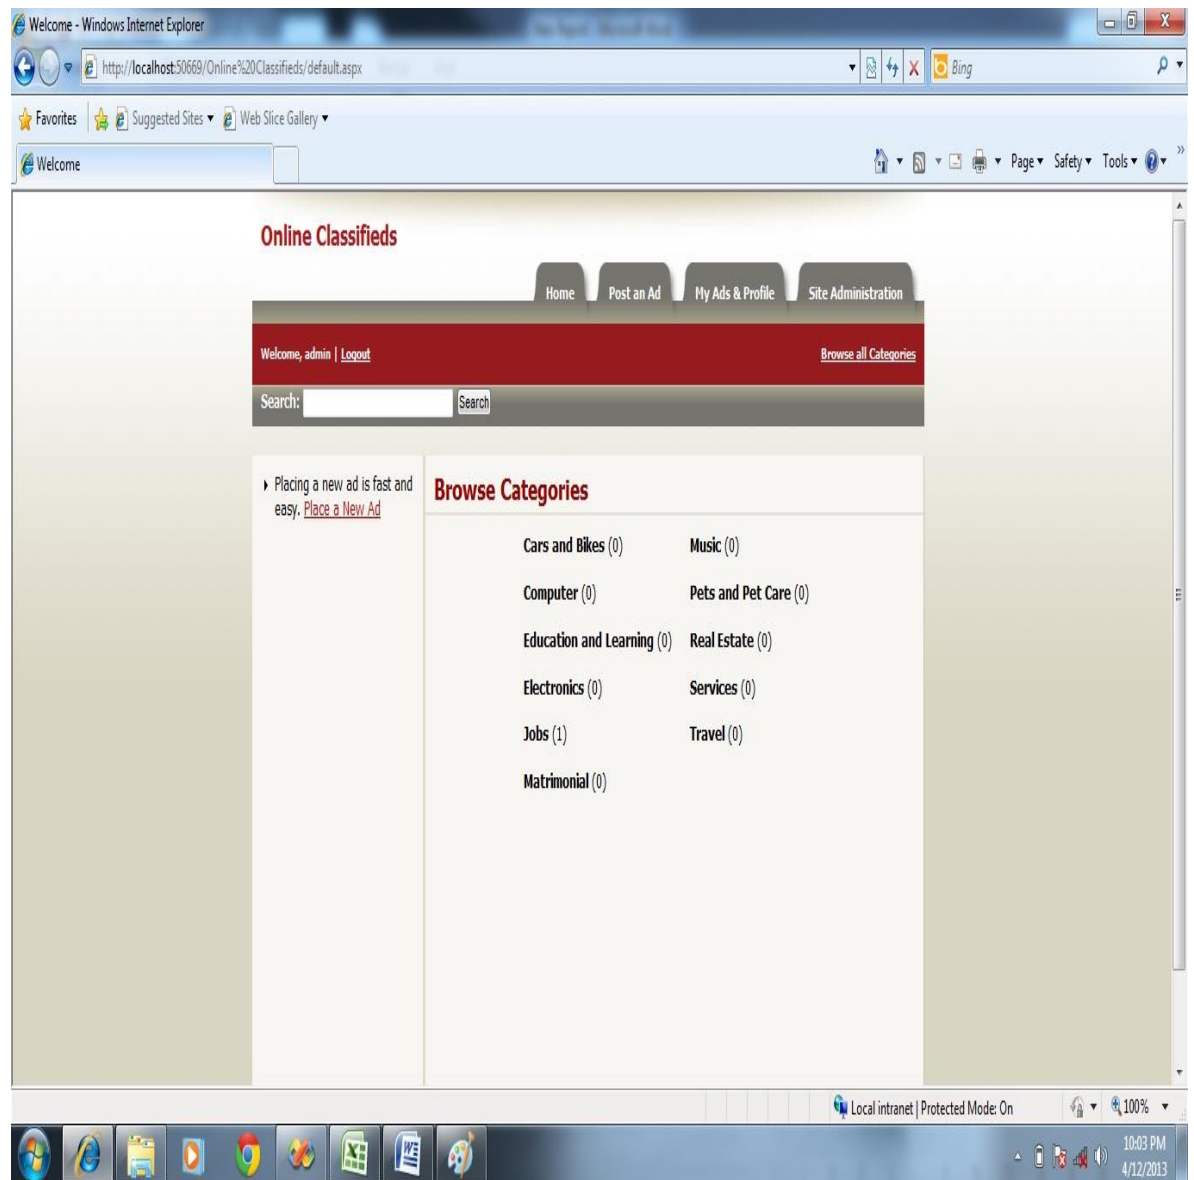 Welcome - Windows Internet Explorer
http://localhost:50669/Online%20Classifieds/default.aspx
Bing
Favorites Suggested Sites Web Slice Gallery
Welcome
Page Safety Tools
Online Classifieds
Home Post an Ad My Ads & Profile Site Administration
Welcome, admin | Logout Browse all Categories
Search: Search
Placing a new ad is fast and
easy. Place a New Ad
Browse Categories
Cars and Bikes (0) Music (0)
Computer (0) Pets and Pet Care (0)
Education and Learning (0) Real Estate (0)
Electronics (0) Services (0)
Jobs (1) Travel (0)
Matrimonial (0)
Local intranet | Protected Mode: On 100%
10:03 PM
4/12/2013